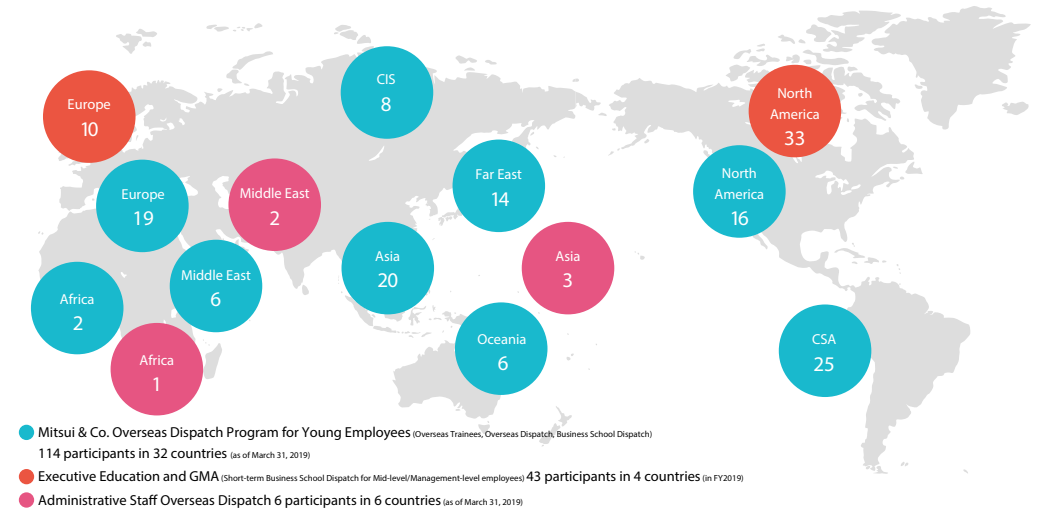 CIS
8
Europe
10
North
America
33
Europe
19
Middle East
2
Far East
14
North
America
16
Asia
20
Asia
3
Middle East
6
Africa
2
Africa
1
Oceania
6
CSA
25
Mitsui & Co. Overseas Dispatch Program for Young Employees (Overseas Trainees, Overseas Dispatch, Business School Dispatch)
114 participants in 32 countries (as of March 31, 2019)
Executive Education and GMA (Short-term Business School Dispatch for Mid-level/Management-level employees) 43 participants in 4 countries (in FY2019)
Administrative Staff Overseas Dispatch 6 participants in 6 countries (as of March 31, 2019)